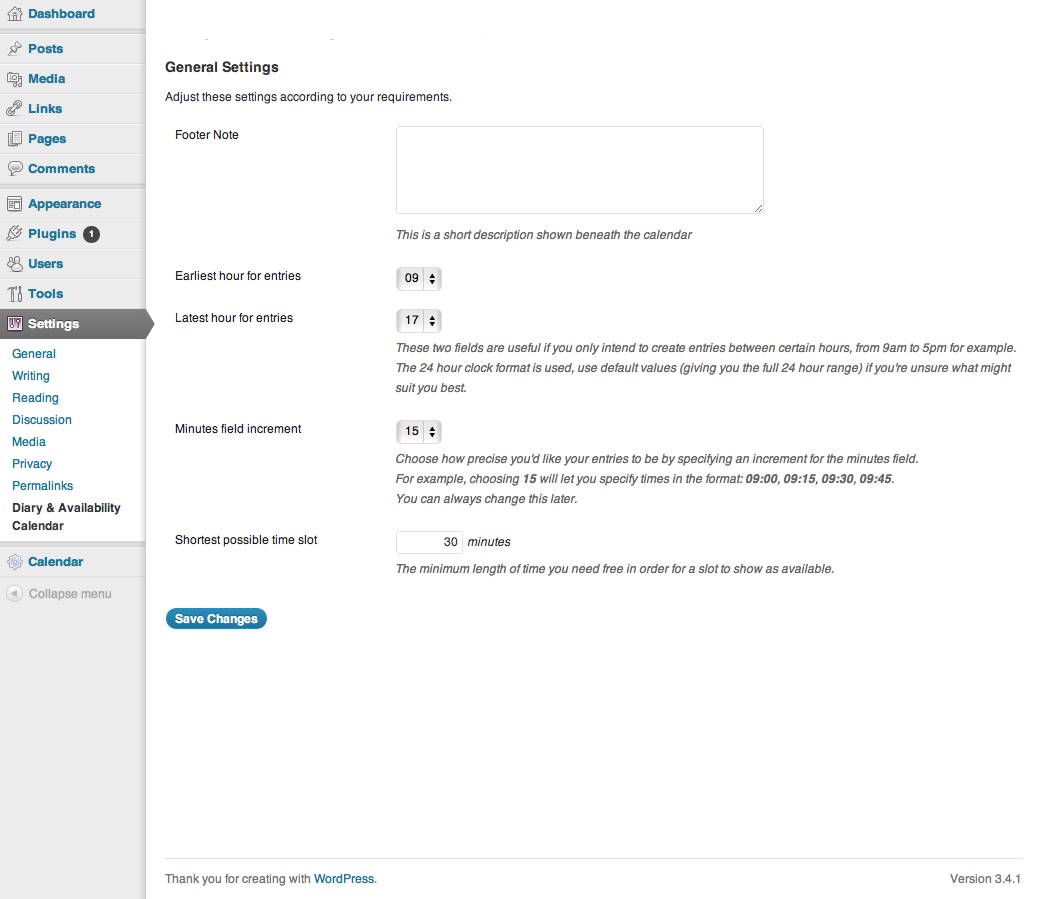 Dashboard
Posts
Media
Links
Pages
Comments
Appearance
Plugins 1
Users
Tools
Settings
General
Writing
Reading
Discussion
Media
Privacy
Permalinks
Diary & Availability
Calendar
Calendar
Collapse menu
General Settings
Adjust these settings according to your requirements.
Footer Note
This is a short description shown beneath the calendar
Earliest hour for entries
09
Latest hour for entries
17
These two fields are useful if you only intend to create entries between certain hours, from 9am to 5pm for example.
The 24 hour clock format is used, use default values (giving you the full 24 hour range) if you're unsure what might
suit you best.
Minutes field increment
15
Choose how precise you'd like your entries to be by specifying an increment for the minutes field.
For example, choosing 15 will let you specify times in the format: 09:00, 09:15, 09:30, 09:45.
You can always change this later.
Shortest possible time slot
30 minutes
The minimum length of time you need free in order for a slot to show as available.
Save Changes
Thank you for creating with WordPress.
Version 3.4.1